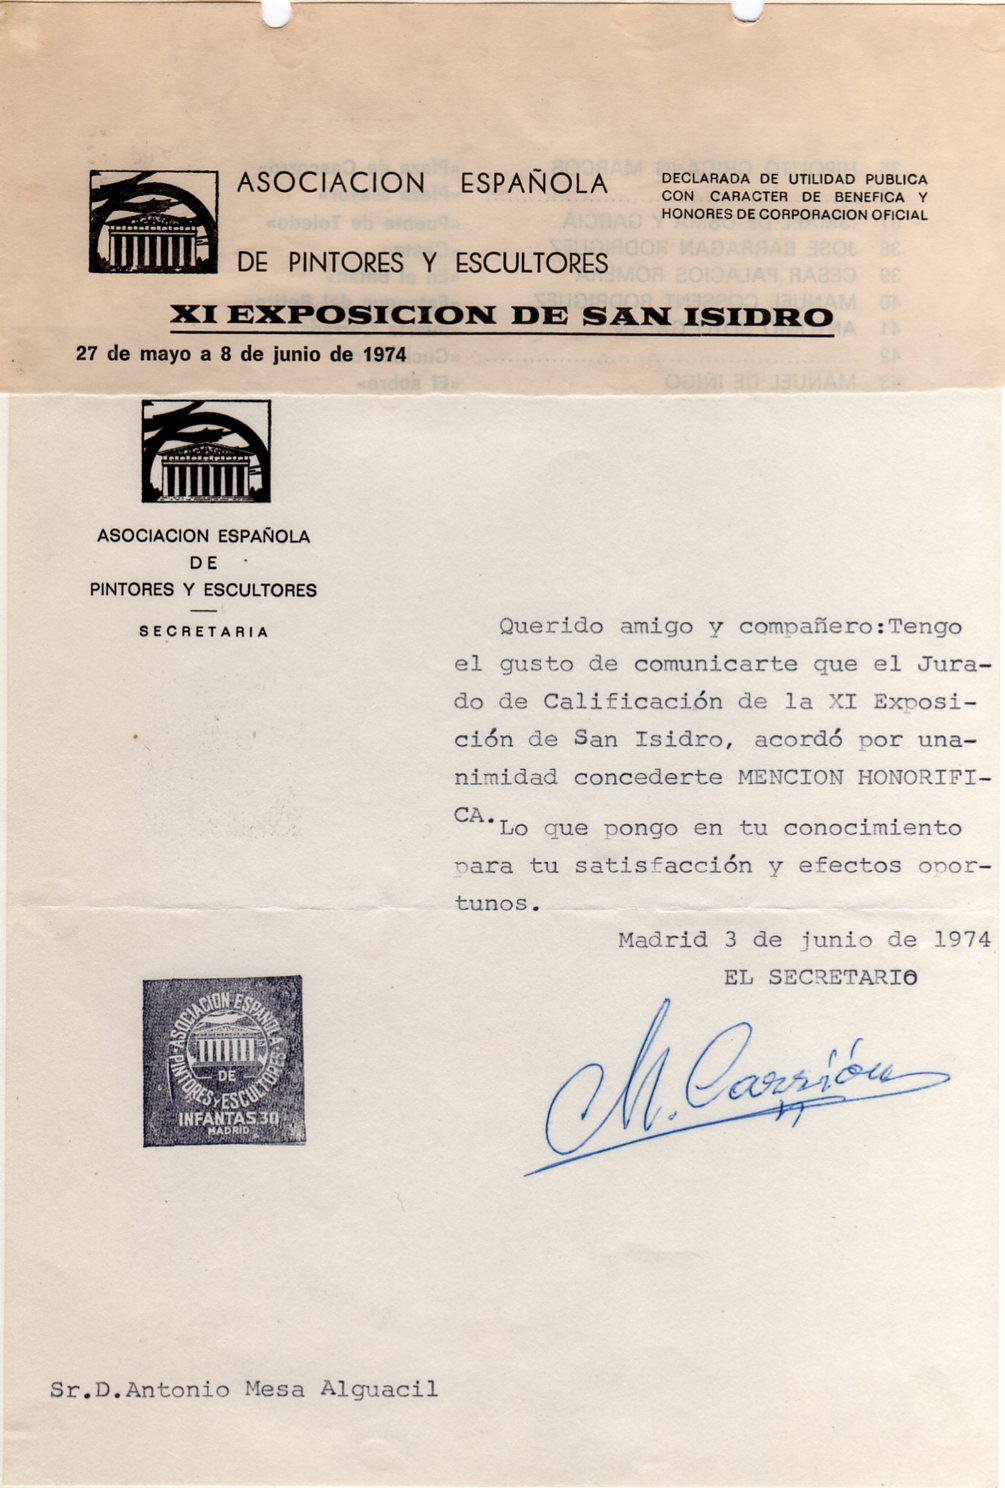 ASOCIACION ESPAÑOLA
DE PINTORES Y ESCULTORES
DECLARADA DE UTILIDAD PUBLICA
CON CARACTER DE BENEFICA Y
HONORES DE CORPORACION OFICIAL
XI EXPOSICION DE SAN ISIDRO
27 de mayo a 8 de junio de 1974
ASOCIACION ESPAÑOLA
DE
PINTORES Y ESCULTORES
SECRETARIA
Querido amigo y compañero:Tengo
el gusto de comunicarte que el Jura-
do de Calificación de la XI Exposi-
ción de San Isidro, acordó por una-
nimidad concederte MENCION HONORIFI-
CA.
Lo que pongo en tu conocimiento
para tu satisfacción y efectos opor-
tunos.
Madrid 3 de junio de 1974
EL SECRETARIO
M. Carrión
ASOCIACION ESPAÑOLA
DE
PINTORES Y ESCULTORES
INFANTAS.30
MADRID
Sr.D.Antonio Mesa Alguacil